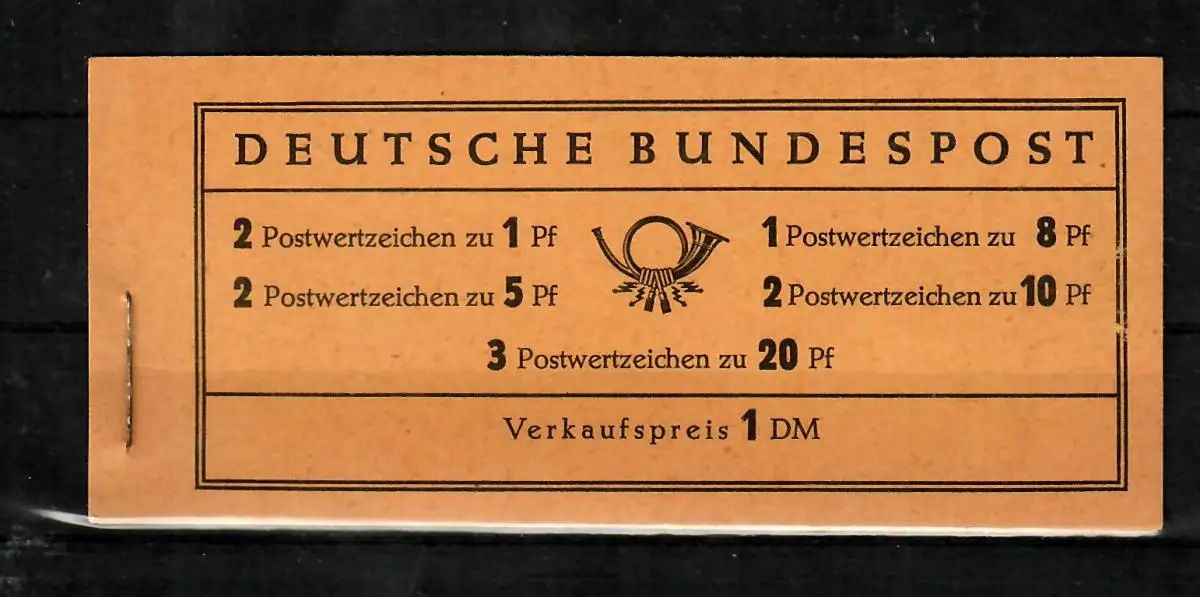 DEUTSCHE BUNDESPOST
2 Postwertzeichen zu 1 Pf
1 Postwertzeichen zu 8 Pf
2 Postwertzeichen zu 5 Pf
2 Postwertzeichen zu 10 Pf
3 Postwertzeichen zu 20 Pf
Verkaufspreis 1 DM